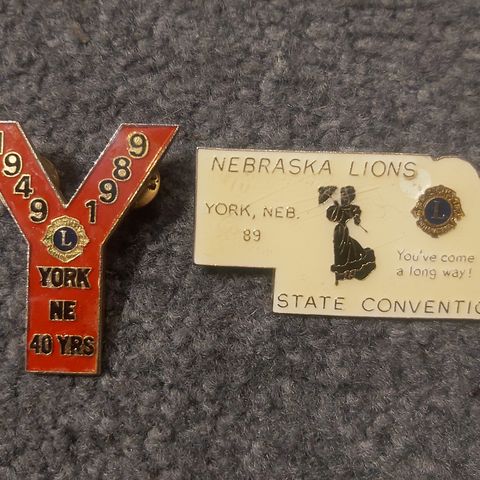 1949
1989
L
YORK
NE
40 YRS
NEBRASKA LIONS
YORK, NEB.
89
L
You've come
a long way!
STATE CONVENTIO